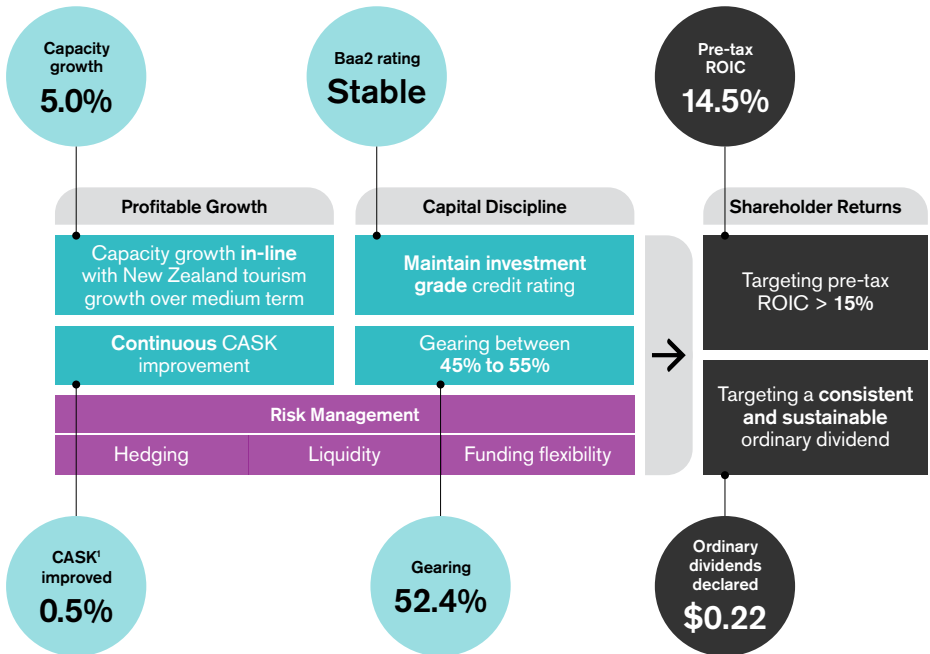 Capacity
growth
5.0%
Baa2 rating
Stable
Pre-tax
ROIC
14.5%
Profitable Growth
Capital Discipline
Shareholder Returns
Capacity growth in-line
with New Zealand tourism
growth over medium term
Maintain investment
grade credit rating
Targeting pre-tax
ROIC > 15%
Continuous CASK
improvement
Gearing between
45% to 55%
Targeting a consistent
and sustainable
ordinary dividend
Risk Management
Hedging
Liquidity
Funding flexibility
CASK¹
improved
0.5%
Gearing
52.4%
Ordinary
dividends
declared
$0.22